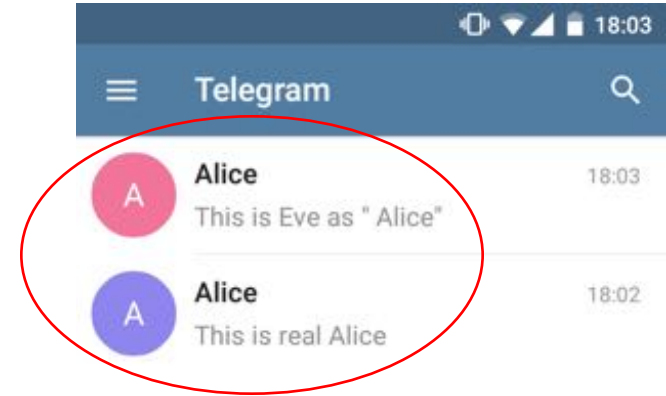 18:03
Telegram
A
Alice
18:03
This is Eve as " Alice"
A
Alice
18:02
This is real Alice